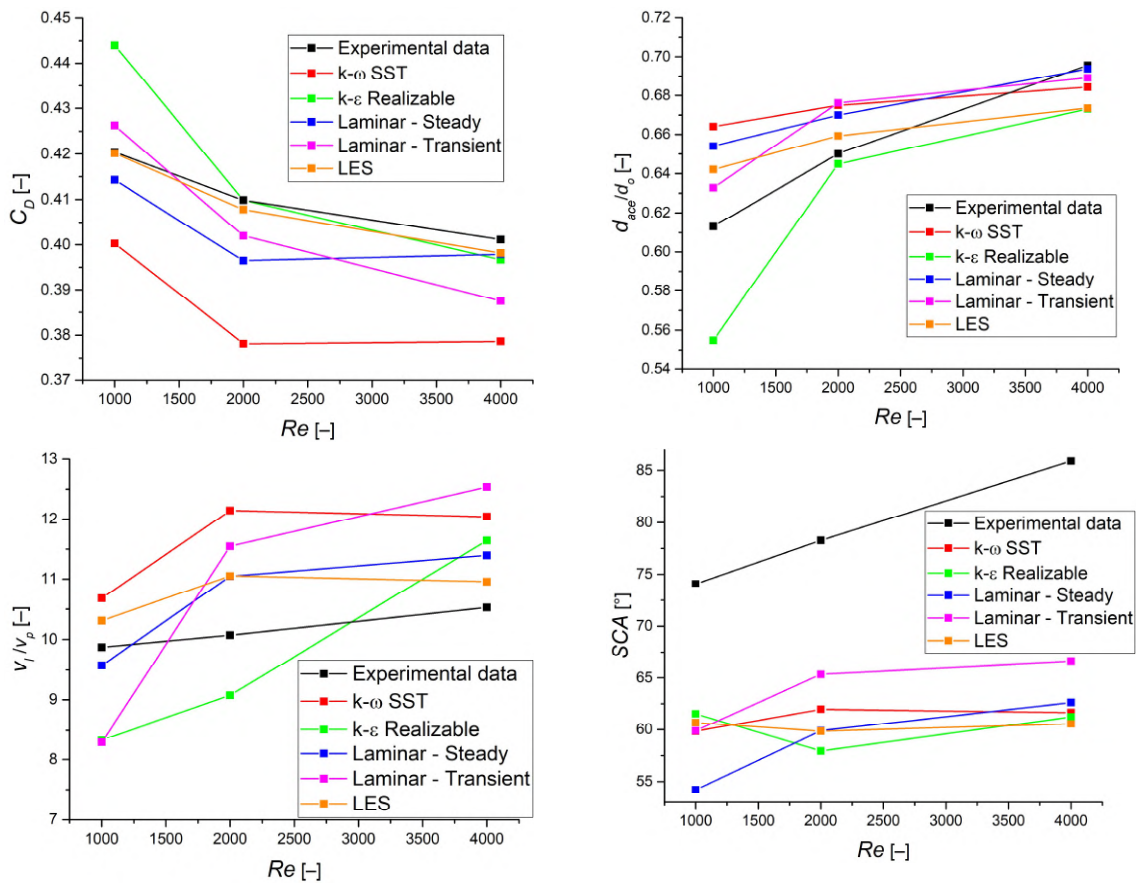 0.45
0.44
0.43
0.42
0.41
0.40
0.39
0.38
0.37
C_D [–]
1000 1500 2000 2500 3000 3500 4000
Re [–]
Experimental data
k-ω SST
k-ε Realizable
Laminar - Steady
Laminar - Transient
LES
0.72
0.70
0.68
0.66
0.64
0.62
0.60
0.58
0.56
0.54
d_ace/d_o [–]
1000 1500 2000 2500 3000 3500 4000
Re [–]
Experimental data
k-ω SST
k-ε Realizable
Laminar - Steady
Laminar - Transient
LES
13
12
11
10
9
8
7
v_l/v_p [–]
1000 1500 2000 2500 3000 3500 4000
Re [–]
Experimental data
k-ω SST
k-ε Realizable
Laminar - Steady
Laminar - Transient
LES
85
80
75
70
65
60
55
SCA [°]
1000 1500 2000 2500 3000 3500 4000
Re [–]
Experimental data
k-ω SST
k-ε Realizable
Laminar - Steady
Laminar - Transient
LES